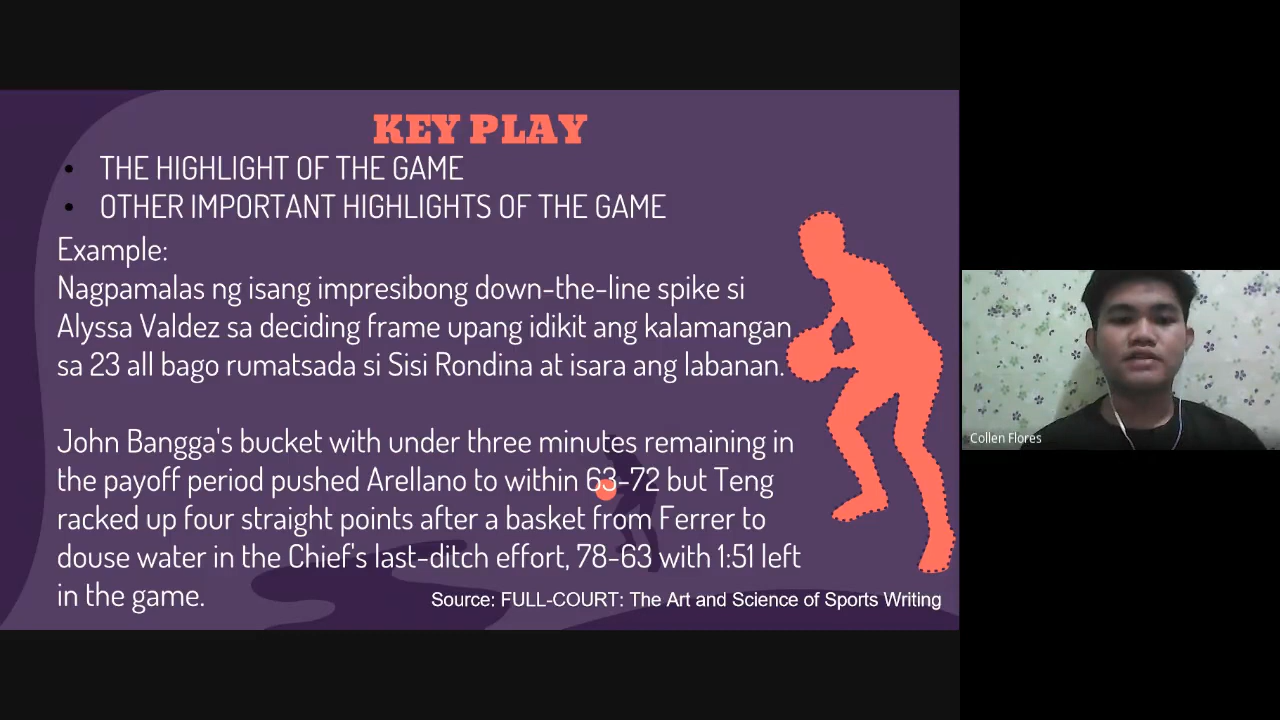 KEY PLAY
• THE HIGHLIGHT OF THE GAME
• OTHER IMPORTANT HIGHLIGHTS OF THE GAME
Example:
Nagpamalas ng isang impresibong down-the-line spike si
Alyssa Valdez sa deciding frame upang idikit ang kalamangan
sa 23 all bago rumatsada si Sisi Rondina at isara ang labanan.
John Bangga's bucket with under three minutes remaining in
the payoff period pushed Arellano to within 63-72 but Teng
racked up four straight points after a basket from Ferrer to
douse water in the Chief's last-ditch effort, 78-63 with 1:51 left
in the game.
Source: FULL-COURT: The Art and Science of Sports Writing
Collen Flores